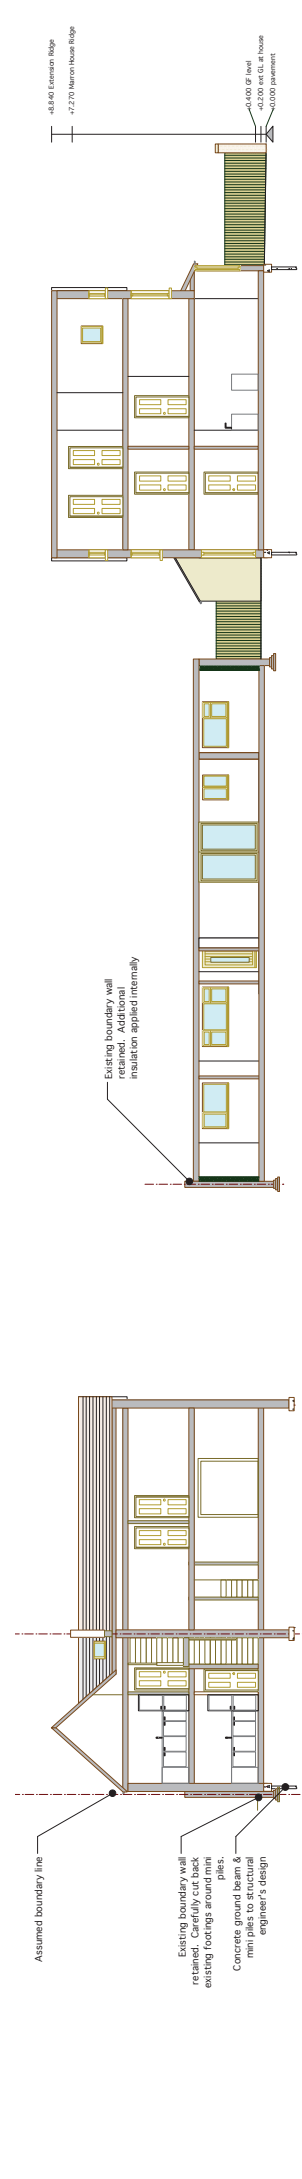 +8.840 Extension Ridge
+7.270 Marron House Ridge
+0.400 GF level
+0.200 ext GL at house
+0.000 pavement
Existing boundary wall
retained. Additional
insulation applied internally
Assumed boundary line
Existing boundary wall
retained. Carefully cut back
existing footings around mini
piles.
Concrete ground beam &
mini piles to structural
engineer's design